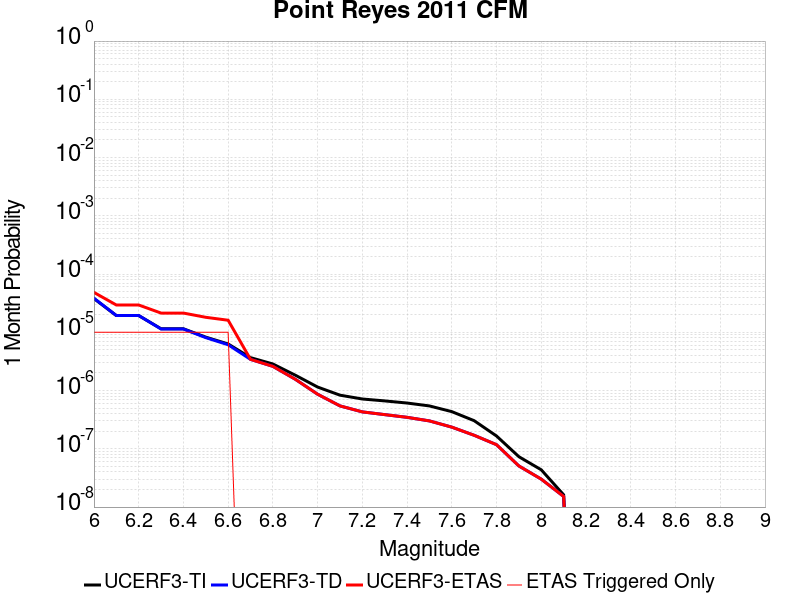 Point Reyes 2011 CFM
10^0
10^-1
10^-2
10^-3
10^-4
10^-5
10^-6
10^-7
10^-8
1 Month Probability
6 6.2 6.4 6.6 6.8 7 7.2 7.4 7.6 7.8 8 8.2 8.4 8.6 8.8 9
Magnitude
UCERF3-TI UCERF3-TD UCERF3-ETAS ETAS Triggered Only